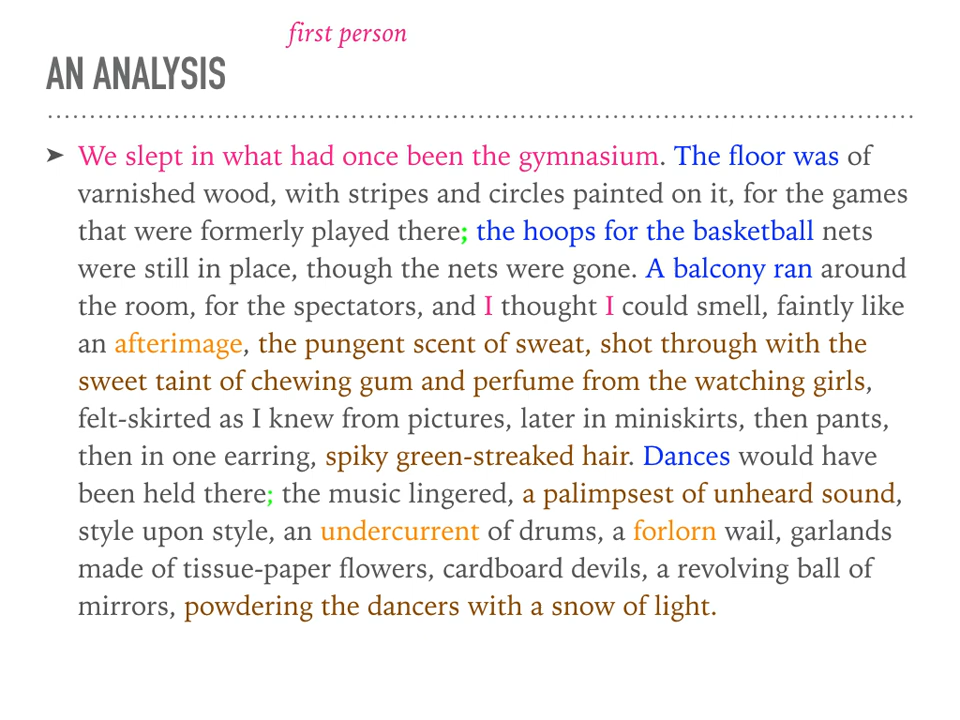 first person
AN ANALYSIS
➤ We slept in what had once been the gymnasium. The floor was of
varnished wood, with stripes and circles painted on it, for the games
that were formerly played there; the hoops for the basketball nets
were still in place, though the nets were gone. A balcony ran around
the room, for the spectators, and I thought I could smell, faintly like
an afterimage, the pungent scent of sweat, shot through with the
sweet taint of chewing gum and perfume from the watching girls,
felt-skirted as I knew from pictures, later in miniskirts, then pants,
then in one earring, spiky green-streaked hair. Dances would have
been held there; the music lingered, a palimpsest of unheard sound,
style upon style, an undercurrent of drums, a forlorn wail, garlands
made of tissue-paper flowers, cardboard devils, a revolving ball of
mirrors, powdering the dancers with a snow of light.